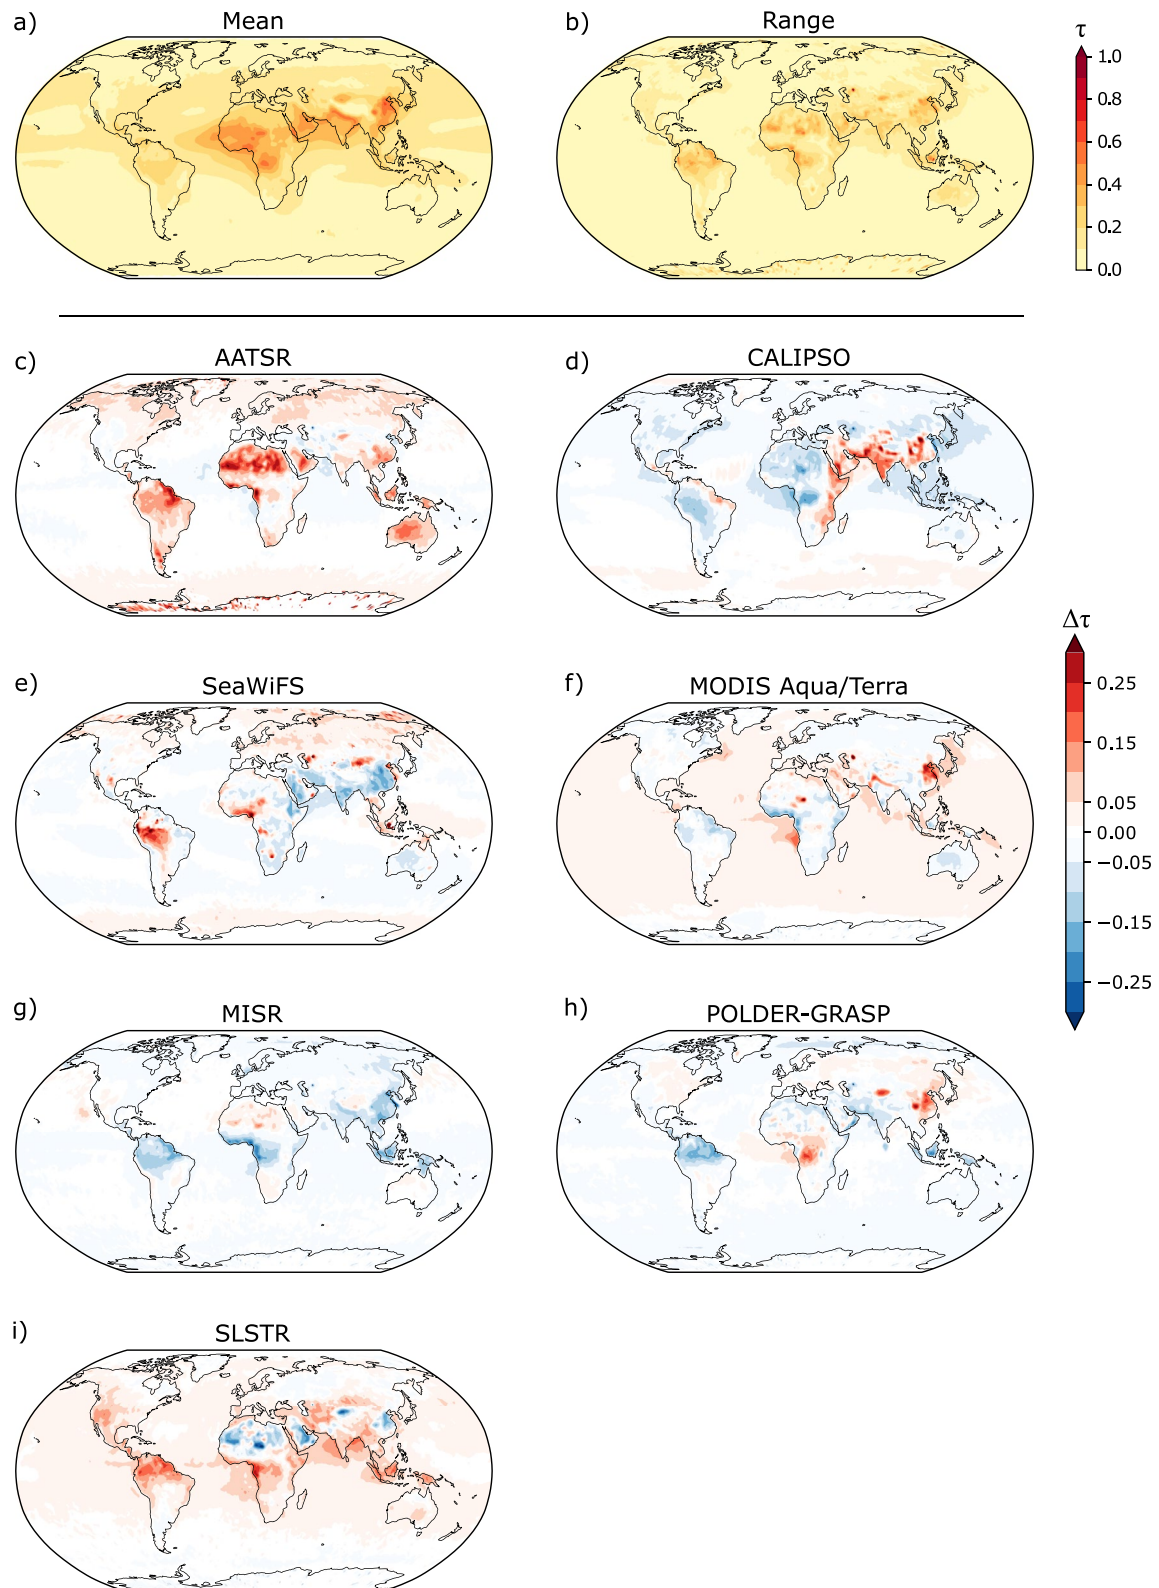 a)
Mean
b)
Range
τ
1.0
0.8
0.6
0.4
0.2
0.0
c)
AATSR
d)
CALIPSO
e)
SeaWiFS
f)
MODIS Aqua/Terra
Δτ
0.25
0.15
0.05
0.00
−0.05
−0.15
−0.25
g)
MISR
h)
POLDER-GRASP
i)
SLSTR